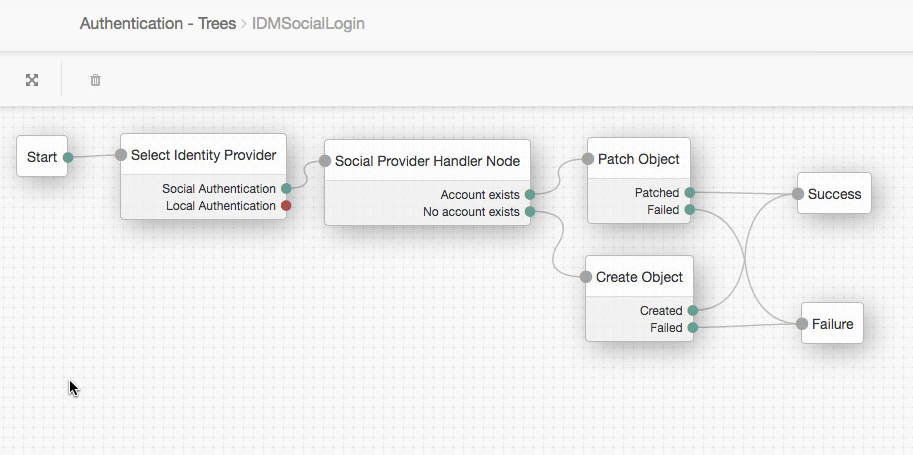 Authentication - Trees > IDMSocialLogin
Start
Select Identity Provider
Social Authentication
Local Authentication
Social Provider Handler Node
Account exists
No account exists
Patch Object
Patched
Failed
Create Object
Created
Failed
Success
Failure